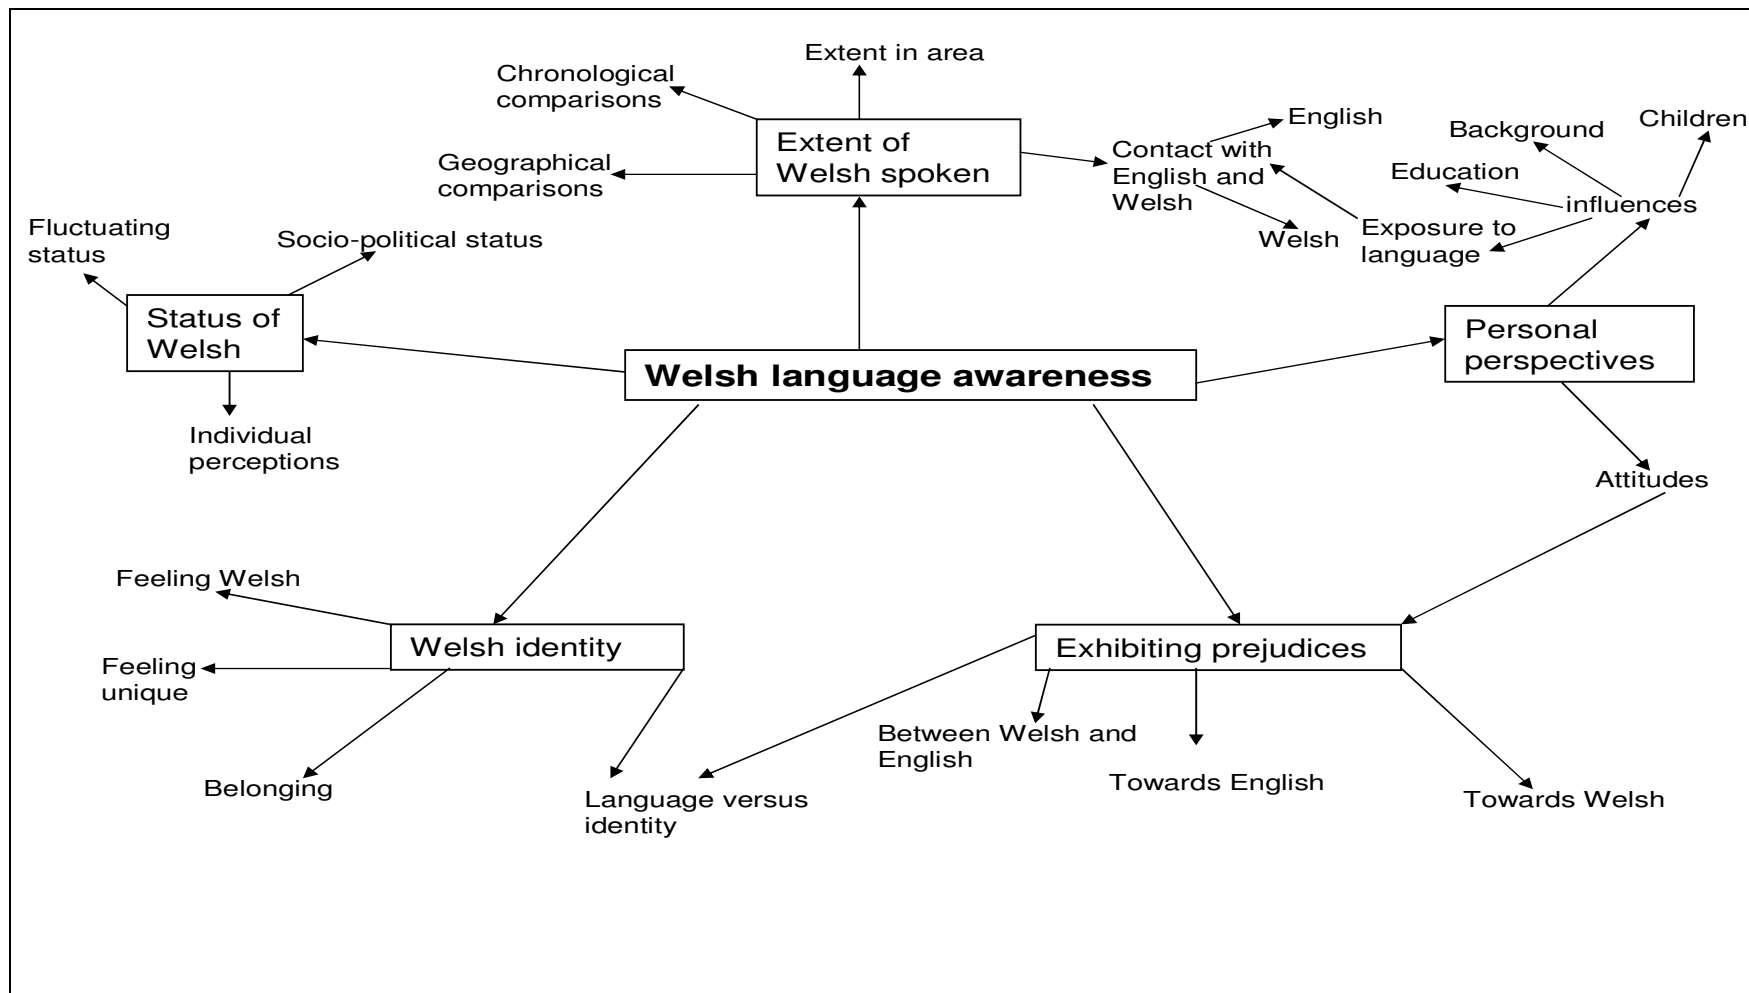 Extent in area
Chronological
comparisons
English
Children
Background
Extent of
Welsh spoken
Contact with
English and
Welsh
Geographical
comparisons
Education
influences
Fluctuating
status
Socio-political status
Welsh
Exposure to
language
Status of
Welsh
Personal
perspectives
Welsh language awareness
Individual
perceptions
Attitudes
Feeling Welsh
Welsh identity
Exhibiting prejudices
Feeling
unique
Between Welsh and
English
Belonging
Towards English
Language versus
identity
Towards Welsh